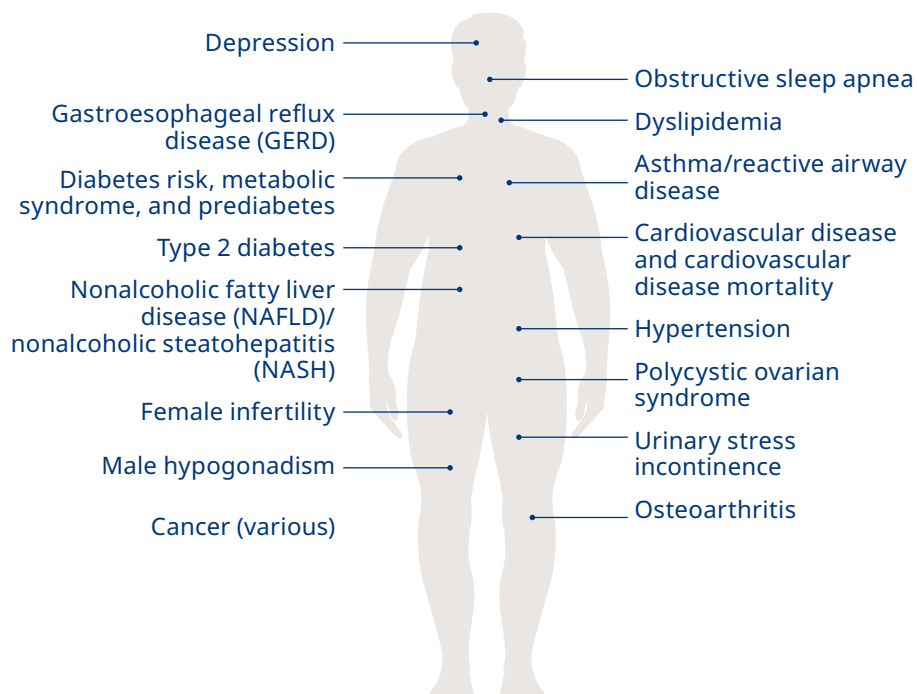 Depression
Gastroesophageal reflux
disease (GERD)
Diabetes risk, metabolic
syndrome, and prediabetes
Type 2 diabetes
Nonalcoholic fatty liver
disease (NAFLD)/
nonalcoholic steatohepatitis
(NASH)
Female infertility
Male hypogonadism
Cancer (various)
Obstructive sleep apnea
Dyslipidemia
Asthma/reactive airway
disease
Cardiovascular disease
and cardiovascular
disease mortality
Hypertension
Polycystic ovarian
syndrome
Urinary stress
incontinence
Osteoarthritis